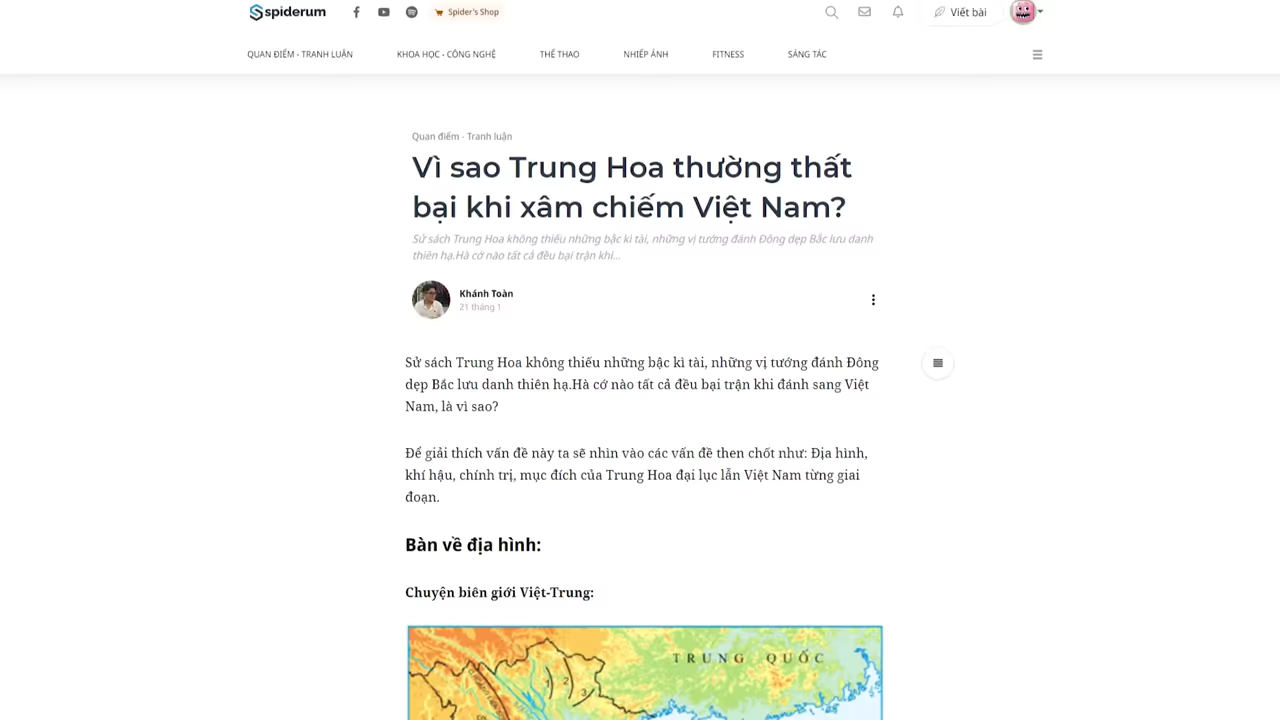 spiderum
Spider's Shop
Viết bài
QUAN ĐIỂM - TRANH LUẬN
KHOA HỌC - CÔNG NGHỆ
THỂ THAO
NHIẾP ẢNH
FITNESS
SÁNG TÁC
Quan điểm - Tranh luận
Vì sao Trung Hoa thường thất
bại khi xâm chiếm Việt Nam?
Sử sách Trung Hoa không thiếu những bậc kì tài, những vị tướng đánh Đông dẹp Bắc lưu danh
thiên hạ.Hà cớ nào tất cả đều bại trận khi...
Khánh Toàn
21 tháng 1
Sử sách Trung Hoa không thiếu những bậc kì tài, những vị tướng đánh Đông
dẹp Bắc lưu danh thiên hạ.Hà cớ nào tất cả đều bại trận khi đánh sang Việt
Nam, là vì sao?
Để giải thích vấn đề này ta sẽ nhìn vào các vấn đề then chốt như: Địa hình,
khí hậu, chính trị, mục đích của Trung Hoa đại lục lẫn Việt Nam từng giai
đoạn.
Bàn về địa hình:
Chuyện biên giới Việt-Trung:
TRUNG QUỐC
1
2
3